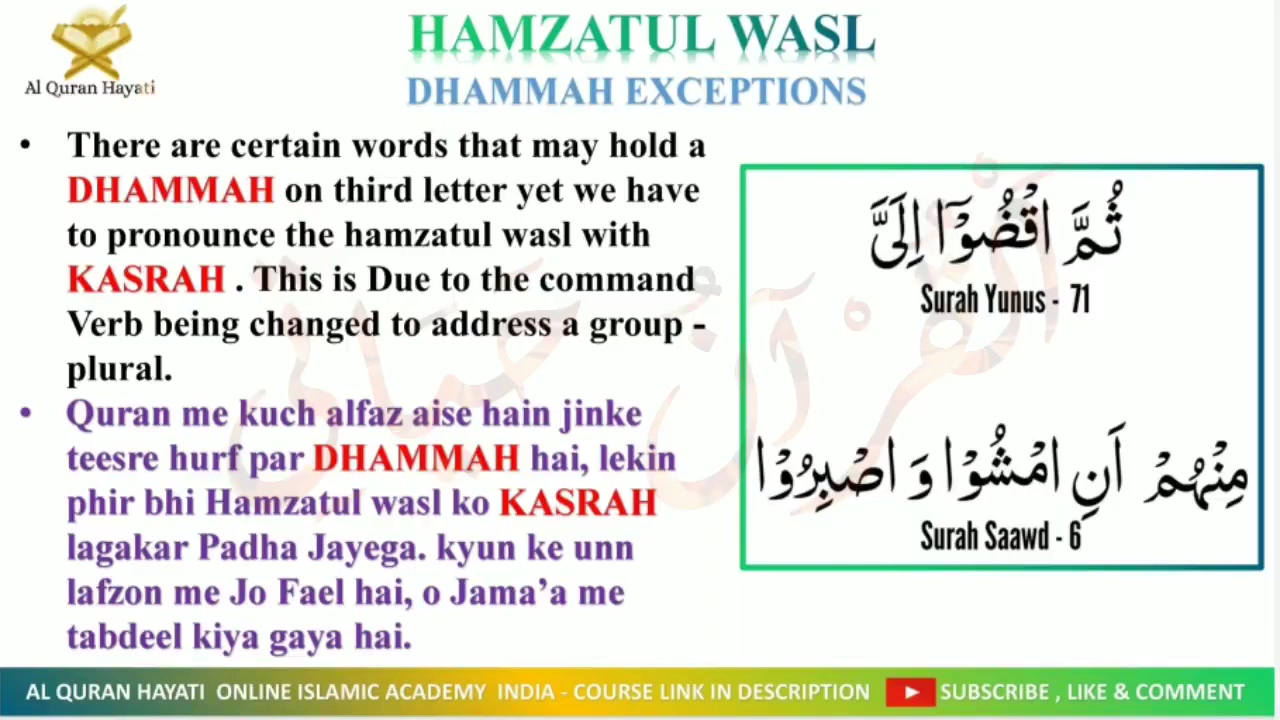 Al Quran Hayati
HAMZATUL WASL
DHAMMAH EXCEPTIONS
• There are certain words that may hold a
DHAMMAH on third letter yet we have
to pronounce the hamzatul wasl with
KASRAH . This is Due to the command
Verb being changed to address a group -
plural.
• Quran me kuch alfaz aise hain jinke
teesre hurf par DHAMMAH hai, lekin
phir bhi Hamzatul wasl ko KASRAH
lagakar Padha Jayega. kyun ke unn
lafzon me Jo Fael hai, o Jama’a me
tabdeel kiya gaya hai.
ثُمَّ اقْضُوْۤا اِلَیَّ
Surah Yunus - 71
مِنْهُمْ اَنِ امْشُوْا وَ اصْبِرُوْا
Surah Saawd - 6
القرآن حياتي
AL QURAN HAYATI ONLINE ISLAMIC ACADEMY INDIA - COURSE LINK IN DESCRIPTION SUBSCRIBE , LIKE & COMMENT